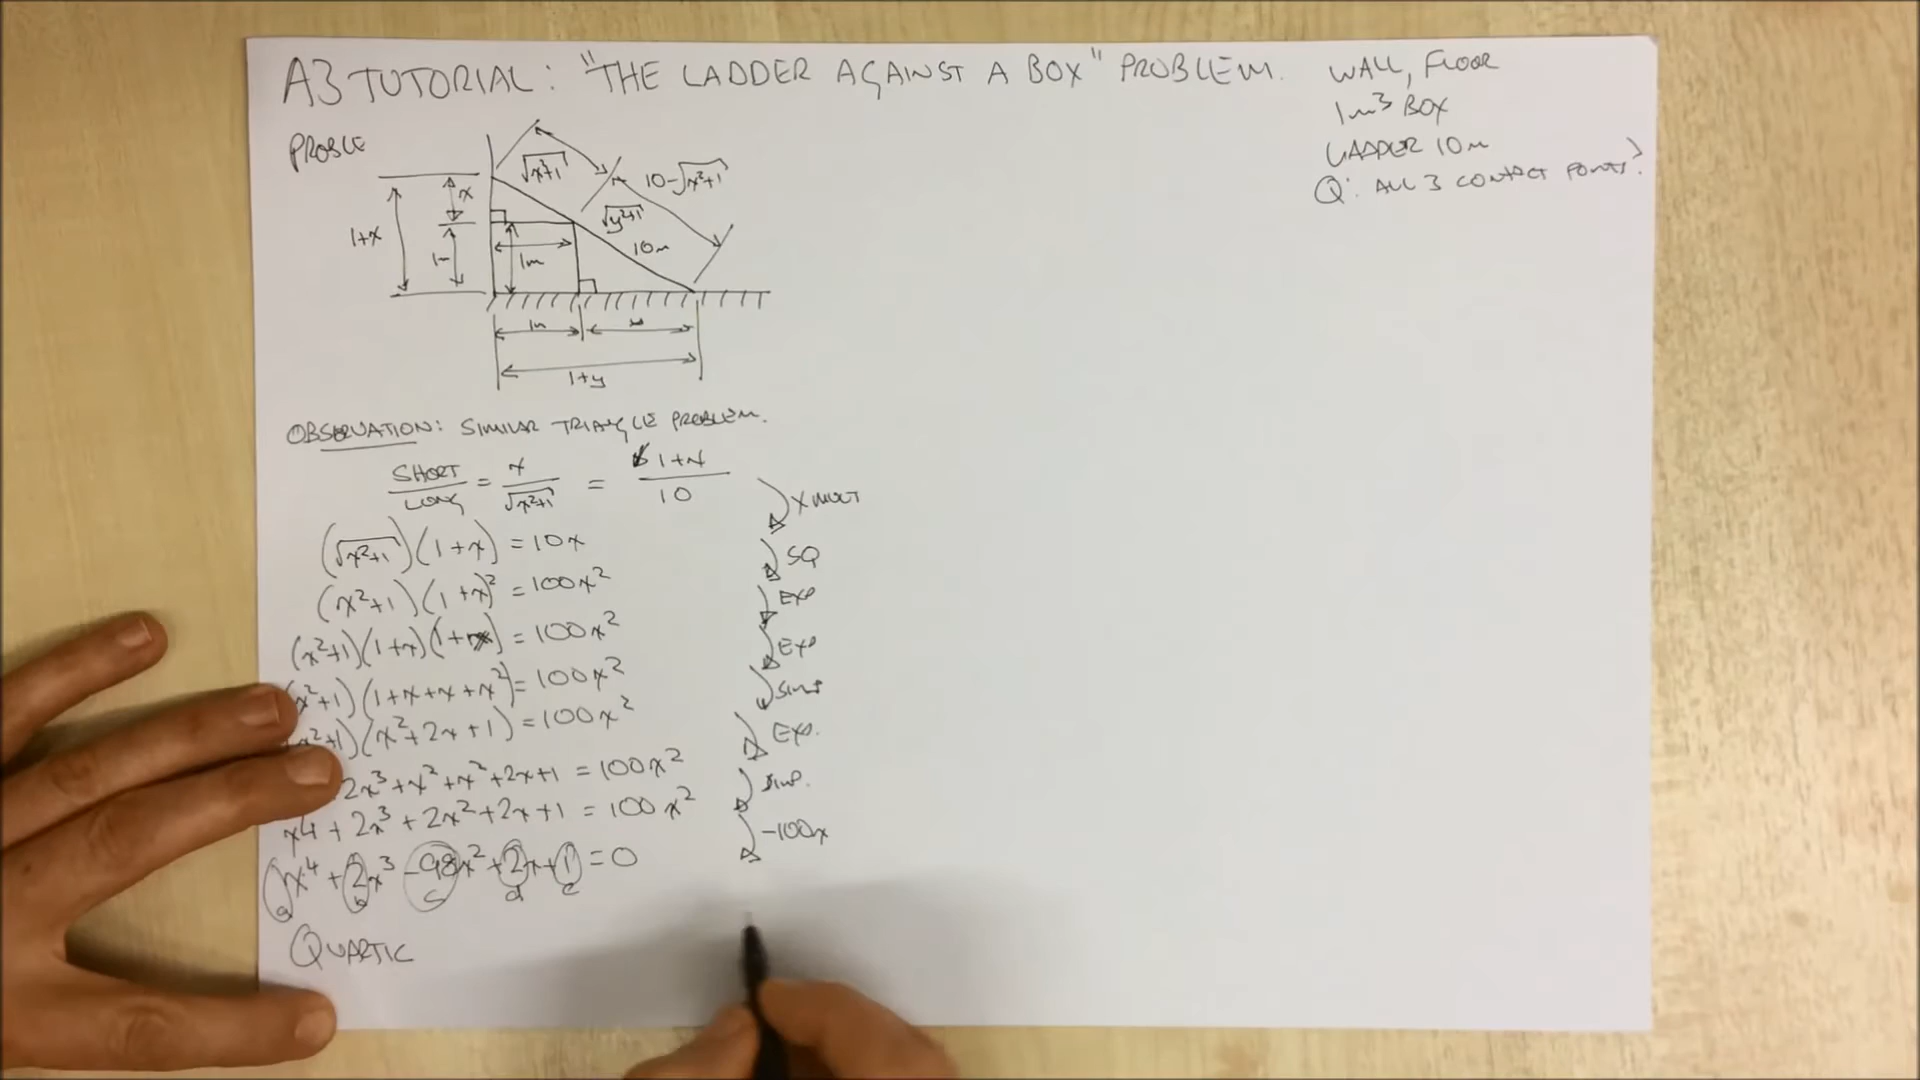 A3 TUTORIAL: "THE LADDER AGAINST A BOX" PROBLEM.
WALL, FLOOR
1m³ BOX
LADDER 10m
Q: ALL 3 CONTACT POINTS?
PROBLE
√x²+1
10-√x²+1
x
√y²+1
1+x
10m
1m
1m
1+y
OBSERVATION: SIMILAR TRIANGLE PROBLEM.
SHORT/LONG = x/√x²+1 = 1+x/10
X MULT
(√x²+1)(1+x) = 10x
SQ
(x²+1)(1+x)² = 100x²
EXP
(x²+1)(1+x)(1+x) = 100x²
EXP
x²+1)(1+x+x+x²) = 100x²
SIMP
x²+1)(x²+2x+1) = 100x²
EXP.
2x³+x²+x²+2x+1 = 100x²
SIMP.
x4+2x³+2x²+2x+1 = 100x²
-100x
x⁴+2x³-98x²+2x+1 = 0
a b c d e
QUARTIC